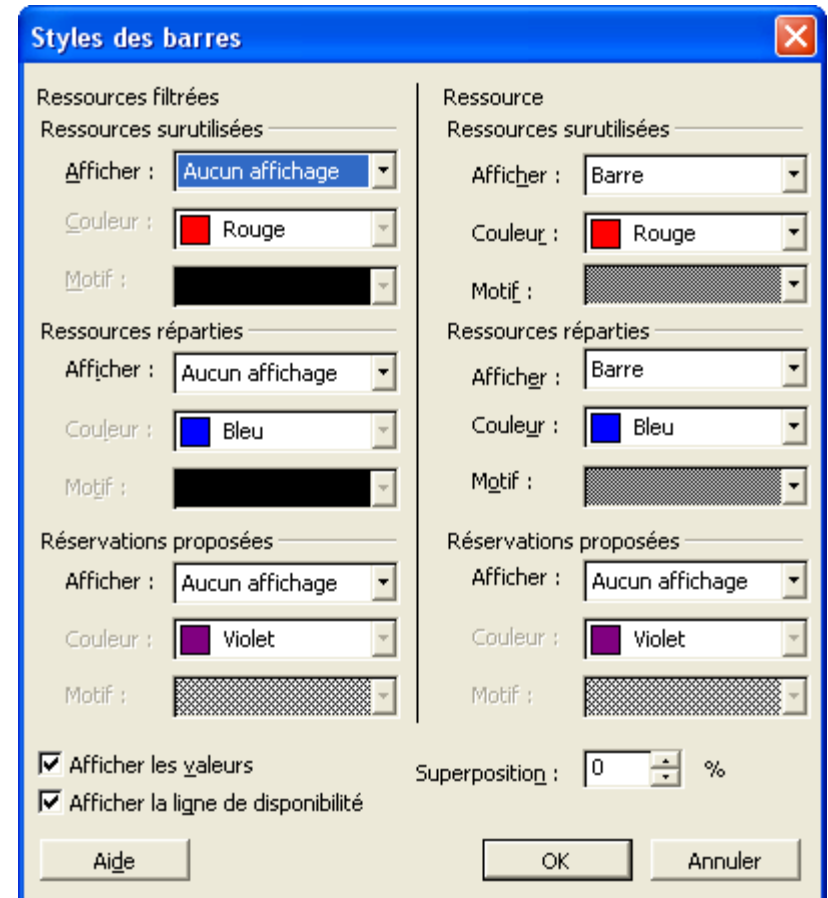 Styles des barres
Ressources filtrées
Ressources surutilisées
Afficher : Aucun affichage
Couleur : Rouge
Motif :
Ressources réparties
Afficher : Aucun affichage
Couleur : Bleu
Motif :
Réservations proposées
Afficher : Aucun affichage
Couleur : Violet
Motif :
Ressource
Ressources surutilisées
Afficher : Barre
Couleur : Rouge
Motif :
Ressources réparties
Afficher : Barre
Couleur : Bleu
Motif :
Réservations proposées
Afficher : Aucun affichage
Couleur : Violet
Motif :
Afficher les valeurs
Afficher la ligne de disponibilité
Superposition : 0 %
Aide
OK
Annuler